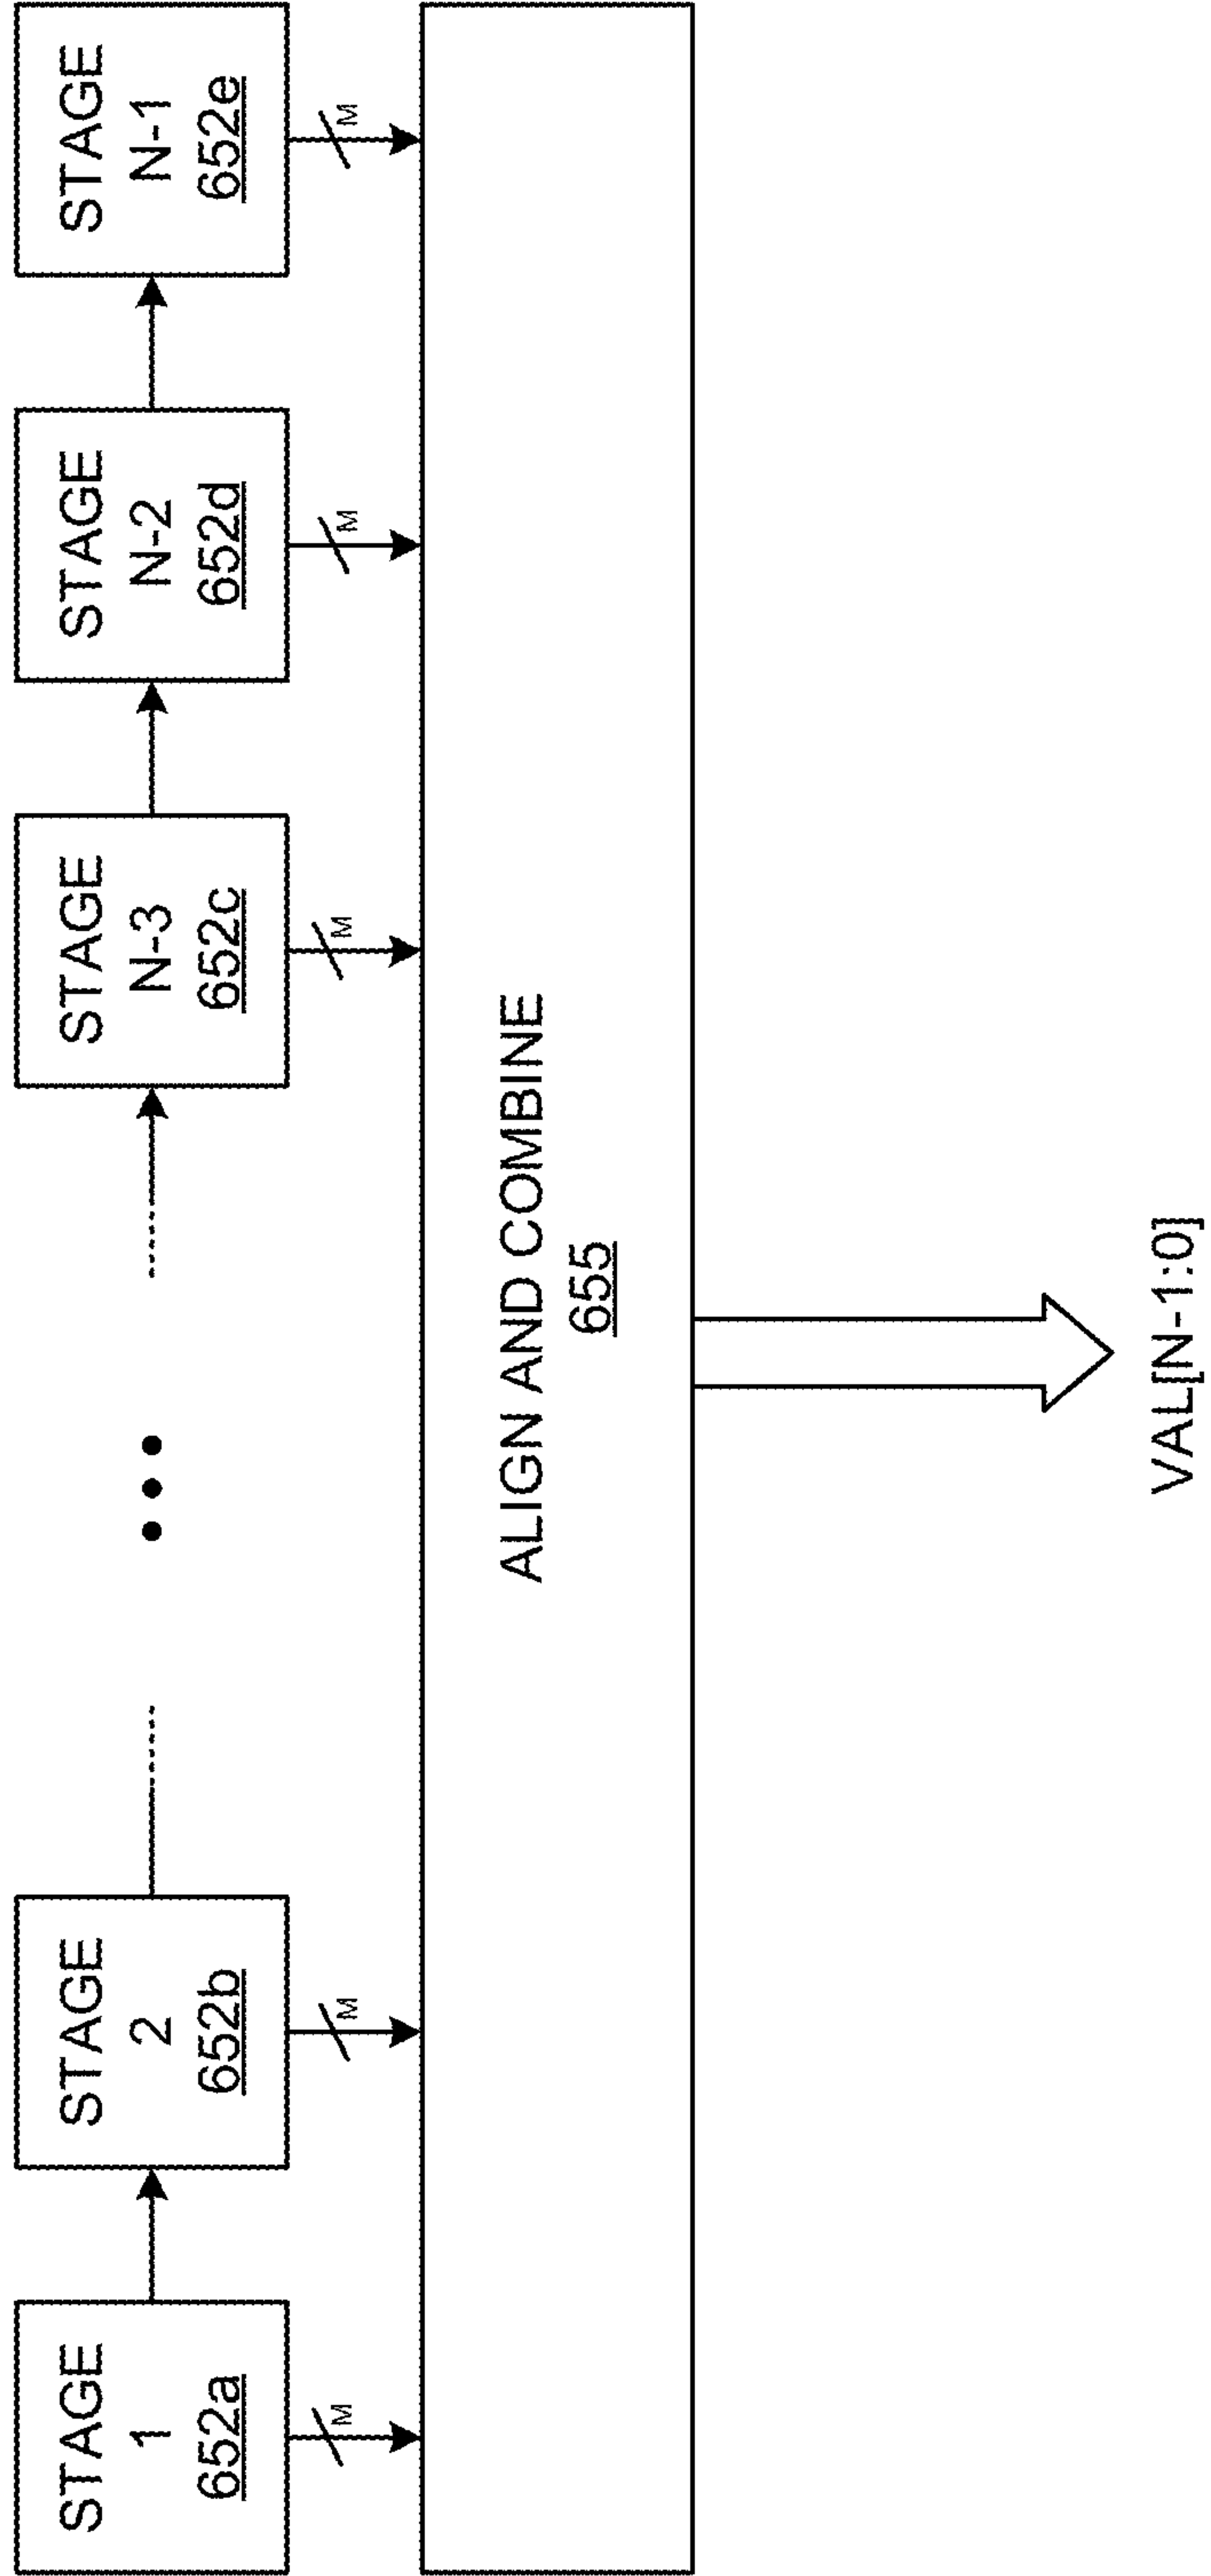 STAGE
1
652a
STAGE
2
652b
STAGE
N-3
652c
STAGE
N-2
652d
STAGE
N-1
652e
M
M
M
M
M
ALIGN AND COMBINE
655
VAL[N-1:0]